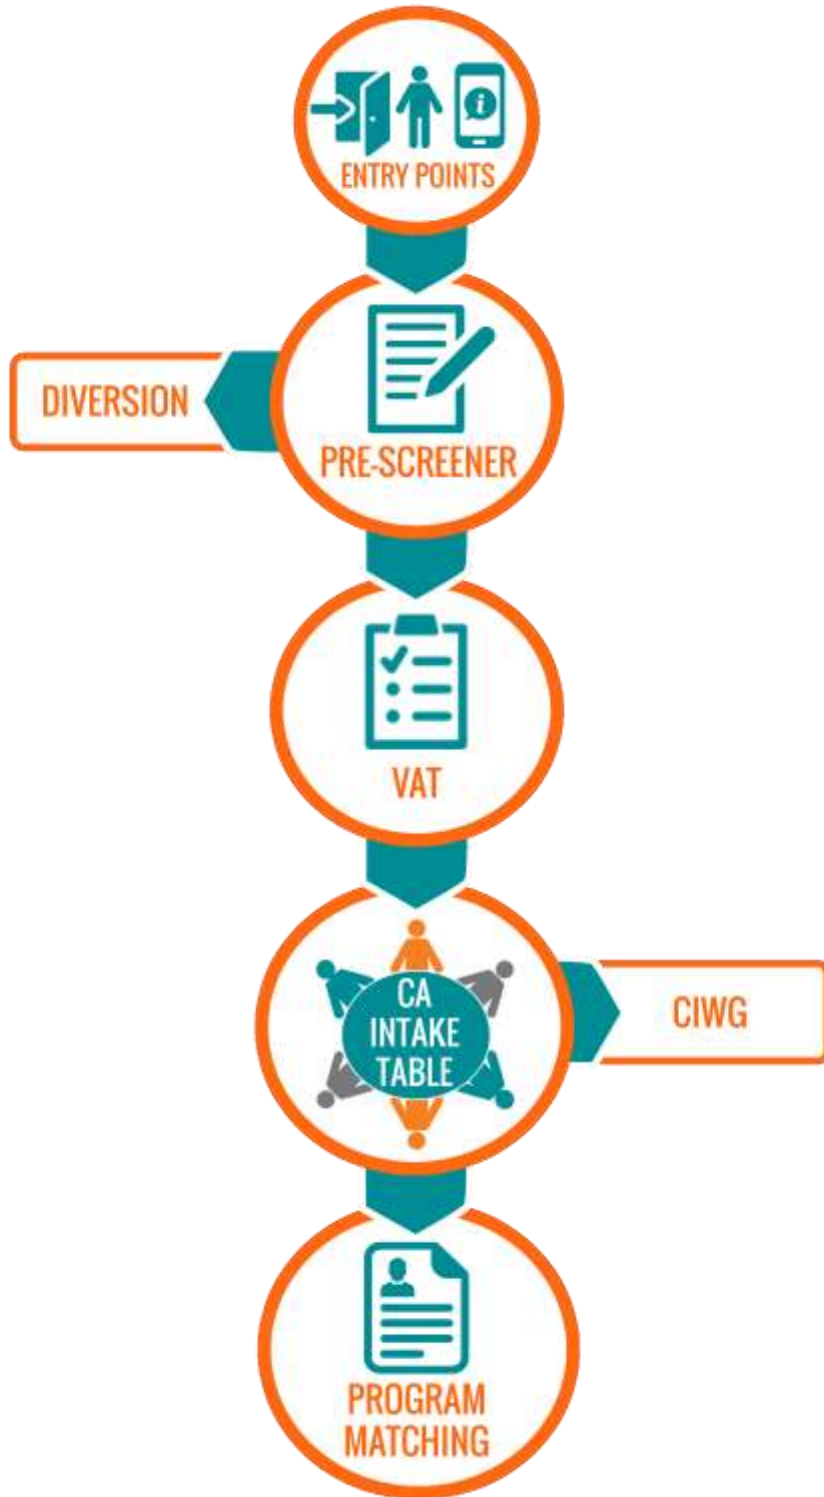 ENTRY POINTS
DIVERSION
PRE-SCREENER
VAT
CA
INTAKE
TABLE
CIWG
PROGRAM
MATCHING